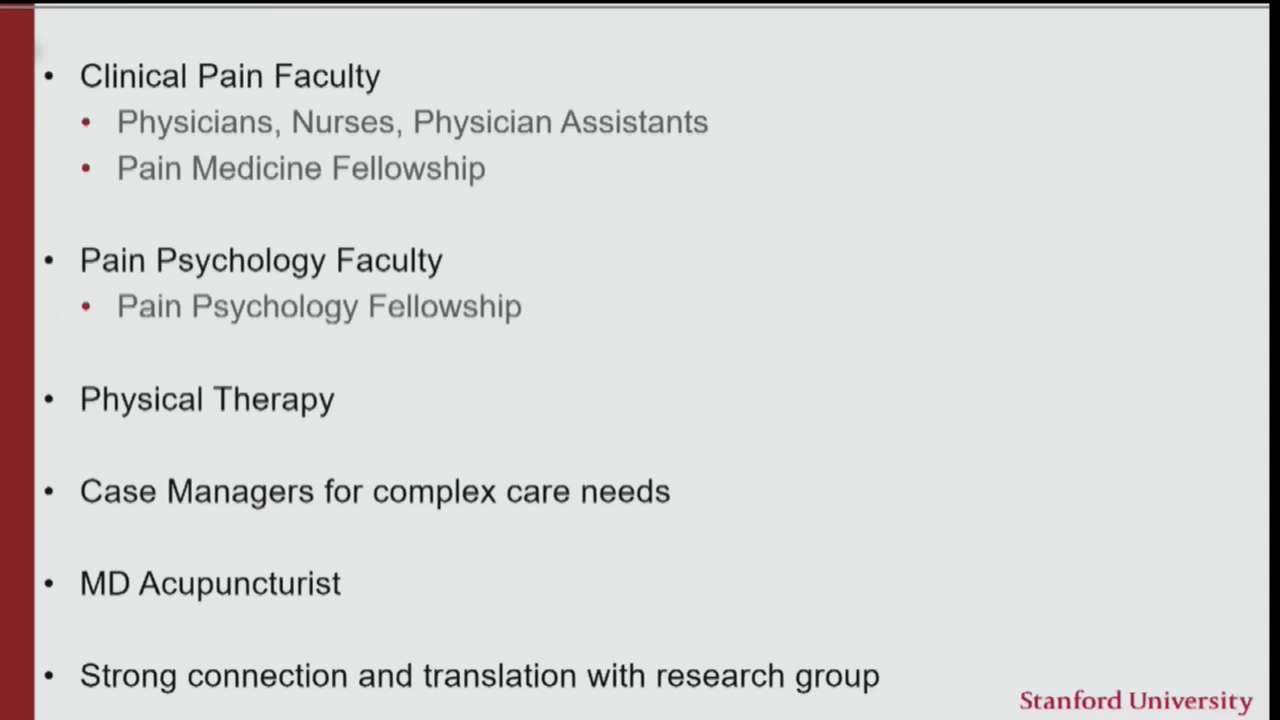 • Clinical Pain Faculty
• Physicians, Nurses, Physician Assistants
• Pain Medicine Fellowship
• Pain Psychology Faculty
• Pain Psychology Fellowship
• Physical Therapy
• Case Managers for complex care needs
• MD Acupuncturist
• Strong connection and translation with research group
Stanford University